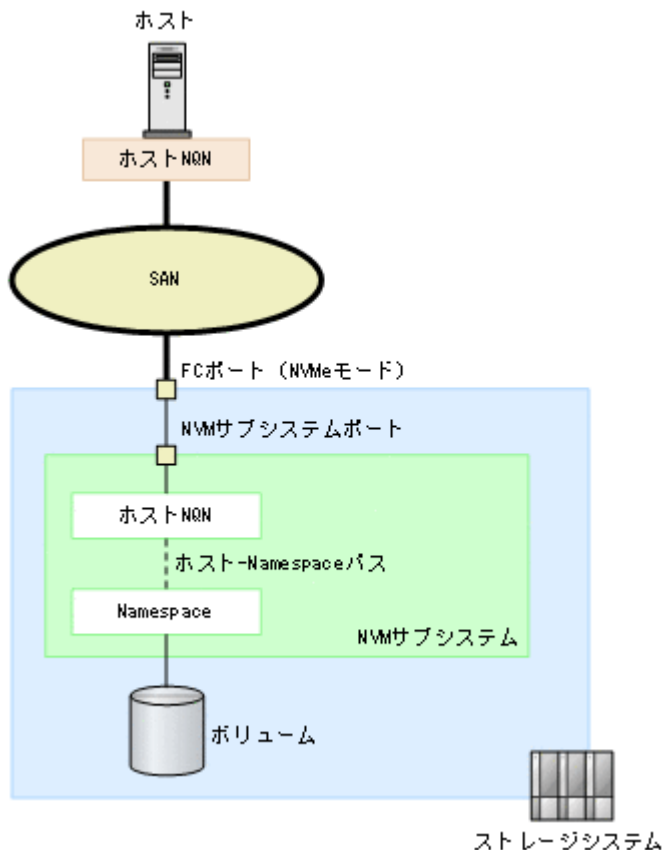 ホスト
ホストNQN
SAN
FCポート（NVMeモード）
NVMサブシステムポート
ホストNQN
ホスト-Namespaceパス
Namespace
NVMサブシステム
ボリューム
ストレージシステム